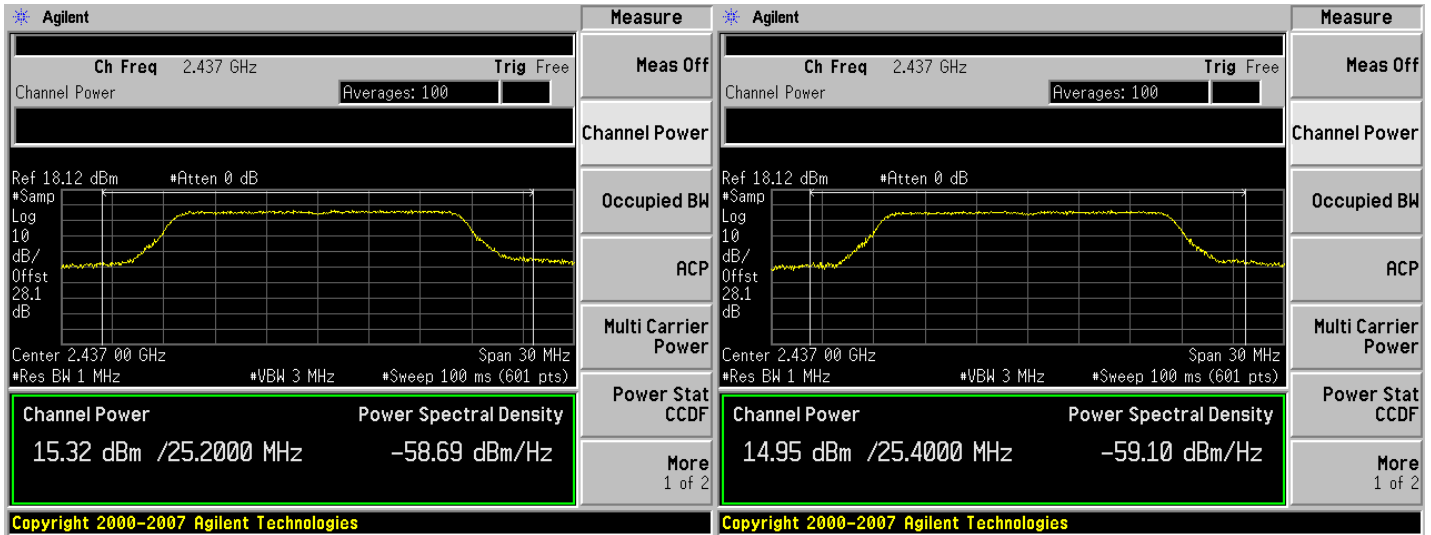 Agilent
Measure
Ch Freq 2.437 GHz Trig Free
Meas Off
Channel Power Averages: 100
Channel Power
Ref 18.12 dBm #Atten 0 dB
#Samp
Log
10
dB/
Offst
28.1
dB
Occupied BW
ACP
Multi Carrier
Power
Center 2.437 00 GHz Span 30 MHz
#Res BW 1 MHz #VBW 3 MHz #Sweep 100 ms (601 pts)
Power Stat
CCDF
Channel Power Power Spectral Density
15.32 dBm /25.2000 MHz -58.69 dBm/Hz
More
1 of 2
Copyright 2000-2007 Agilent Technologies
Agilent
Measure
Ch Freq 2.437 GHz Trig Free
Meas Off
Channel Power Averages: 100
Channel Power
Ref 18.12 dBm #Atten 0 dB
#Samp
Log
10
dB/
Offst
28.1
dB
Occupied BW
ACP
Multi Carrier
Power
Center 2.437 00 GHz Span 30 MHz
#Res BW 1 MHz #VBW 3 MHz #Sweep 100 ms (601 pts)
Power Stat
CCDF
Channel Power Power Spectral Density
14.95 dBm /25.4000 MHz -59.10 dBm/Hz
More
1 of 2
Copyright 2000-2007 Agilent Technologies